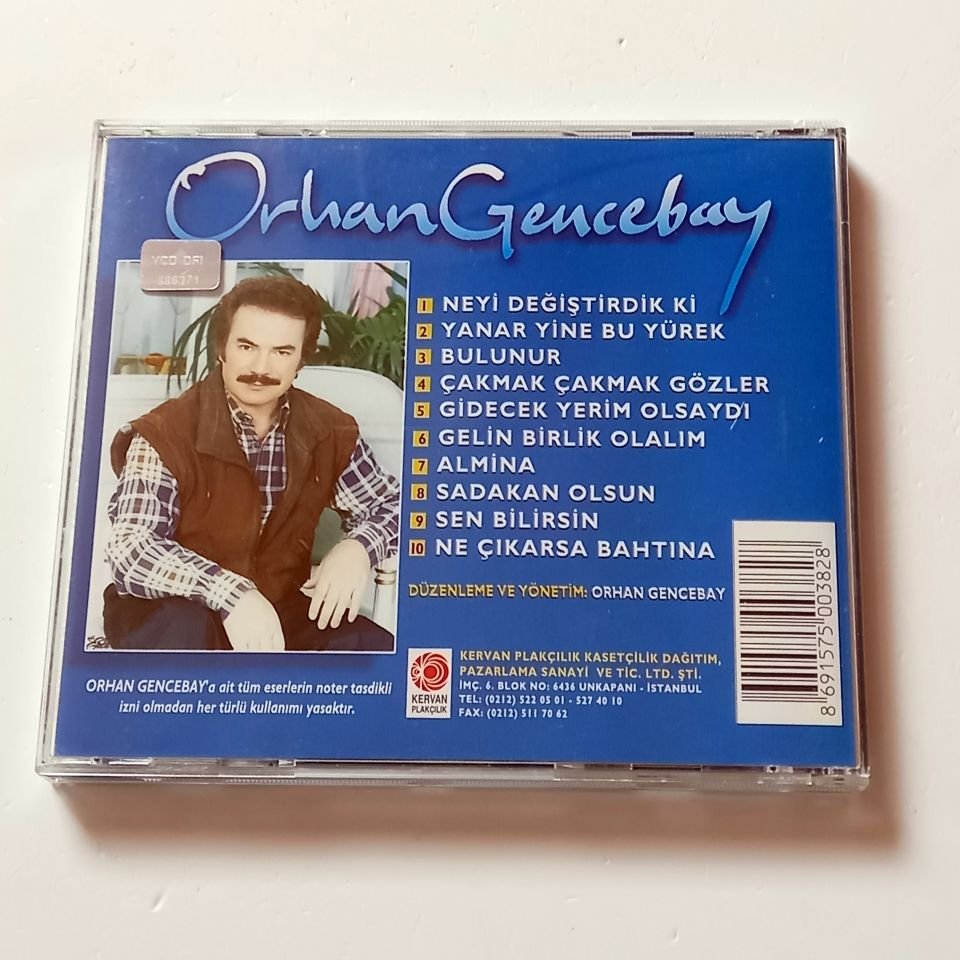 Orhan Gencebay
1 NEYİ DEĞİŞTİRDİK Kİ
2 YANAR YİNE BU YÜREK
3 BULUNUR
4 ÇAKMAK ÇAKMAK GÖZLER
5 GİDECEK YERİM OLSAYDI
6 GELİN BİRLİK OLALIM
7 ALMİNA
8 SADAKAN OLSUN
9 SEN BİLİRSİN
10 NE ÇIKARSA BAHTINA
DÜZENLEME VE YÖNETİM: ORHAN GENCEBAY
ORHAN GENCEBAY'a ait tüm eserlerin noter tasdikli
izni olmadan her türlü kullanımı yasaktır.
KERVAN
PLAKÇILIK
KERVAN PLAKÇILIK KASETÇİLİK DAĞITIM,
PAZARLAMA SANAYİ VE TİC. LTD. ŞTİ.
İMÇ. 6. BLOK NO: 6436 UNKAPANI - İSTANBUL
TEL: (0212) 522 05 01 - 527 40 10
FAX: (0212) 511 70 62
8 691575 003828